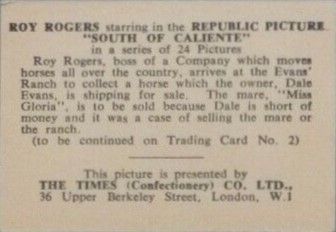 ROY ROGERS starring in the REPUBLIC PICTURE
"SOUTH OF CALIENTE"
in a series of 24 Pictures
Roy Rogers, boss of a Company which moves
horses all over the country, arrives at the Evans'
Ranch to collect a horse which the owner, Dale
Evans, is shipping for sale. The mare, "Miss
Gloria", is to be sold because Dale is short of
money and it was a case of selling the mare or
the ranch.
(to be continued on Trading Card No. 2)
This picture is presented by
THE TIMES (Confectionery) CO. LTD.,
36 Upper Berkeley Street, London, W.1